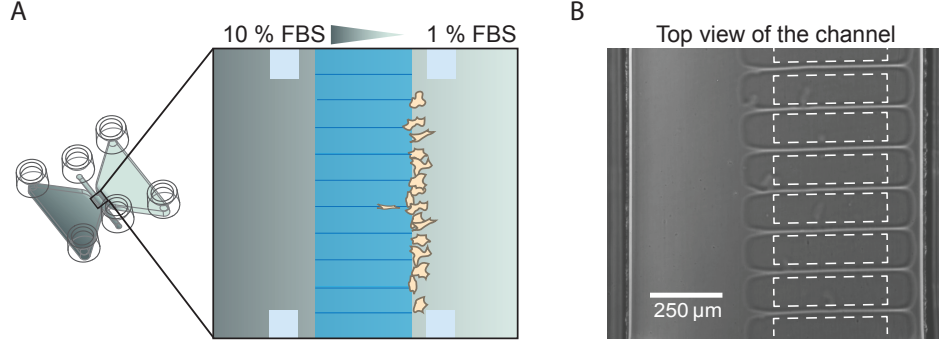 A
10 % FBS
1 % FBS
B
Top view of the channel
250 µm